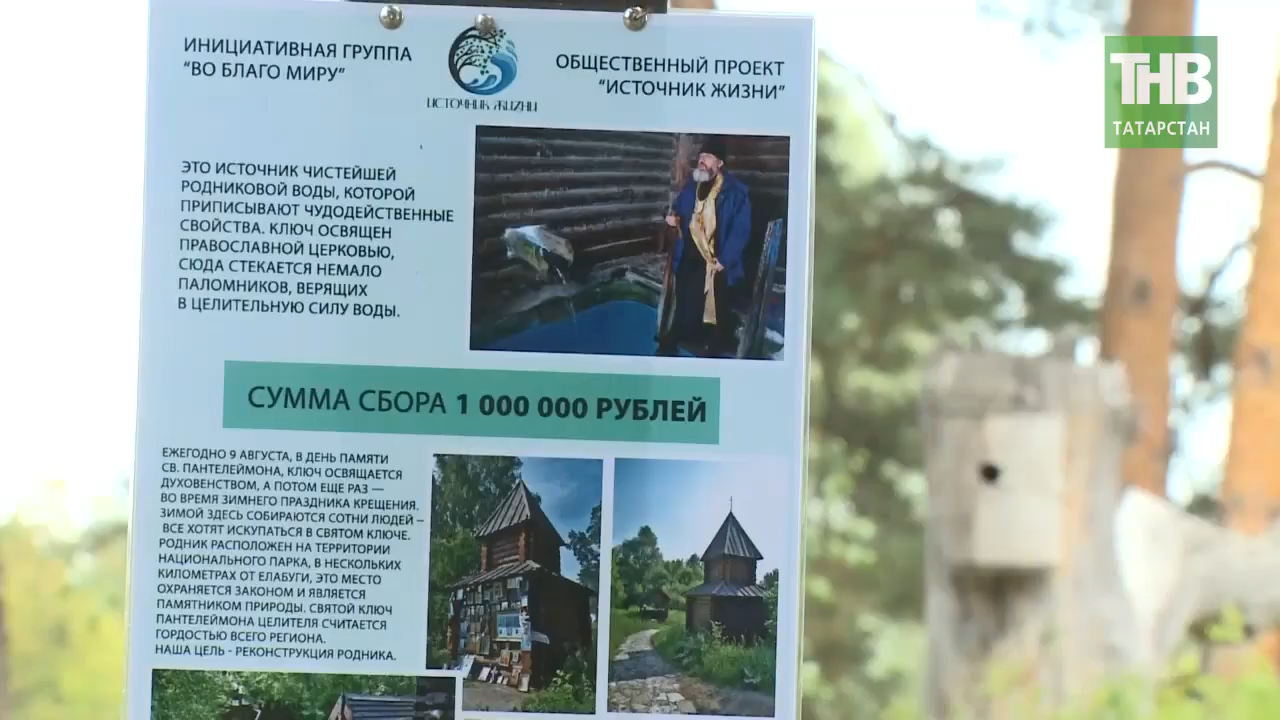 ИНИЦИАТИВНАЯ ГРУППА
"ВО БЛАГО МИРУ"
ИСТОЧНИК ЖИЗНИ
ОБЩЕСТВЕННЫЙ ПРОЕКТ
"ИСТОЧНИК ЖИЗНИ"
ТНВ
ТАТАРСТАН
ЭТО ИСТОЧНИК ЧИСТЕЙШЕЙ
РОДНИКОВОЙ ВОДЫ, КОТОРОЙ
ПРИПИСЫВАЮТ ЧУДОДЕЙСТВЕННЫЕ
СВОЙСТВА. КЛЮЧ ОСВЯЩЕН
ПРАВОСЛАВНОЙ ЦЕРКОВЬЮ,
СЮДА СТЕКАЕТСЯ НЕМАЛО
ПАЛОМНИКОВ, ВЕРЯЩИХ
В ЦЕЛИТЕЛЬНУЮ СИЛУ ВОДЫ.
СУММА СБОРА 1 000 000 РУБЛЕЙ
ЕЖЕГОДНО 9 АВГУСТА, В ДЕНЬ ПАМЯТИ
СВ. ПАНТЕЛЕЙМОНА, КЛЮЧ ОСВЯЩАЕТСЯ
ДУХОВЕНСТВОМ, А ПОТОМ ЕЩЕ РАЗ —
ВО ВРЕМЯ ЗИМНЕГО ПРАЗДНИКА КРЕЩЕНИЯ.
ЗИМОЙ ЗДЕСЬ СОБИРАЮТСЯ СОТНИ ЛЮДЕЙ –
ВСЕ ХОТЯТ ИСКУПАТЬСЯ В СВЯТОМ КЛЮЧЕ.
РОДНИК РАСПОЛОЖЕН НА ТЕРРИТОРИИ
НАЦИОНАЛЬНОГО ПАРКА, В НЕСКОЛЬКИХ
КИЛОМЕТРАХ ОТ ЕЛАБУГИ, ЭТО МЕСТО
ОХРАНЯЕТСЯ ЗАКОНОМ И ЯВЛЯЕТСЯ
ПАМЯТНИКОМ ПРИРОДЫ. СВЯТОЙ КЛЮЧ
ПАНТЕЛЕЙМОНА ЦЕЛИТЕЛЯ СЧИТАЕТСЯ
ГОРДОСТЬЮ ВСЕГО РЕГИОНА.
НАША ЦЕЛЬ - РЕКОНСТРУКЦИЯ РОДНИКА.